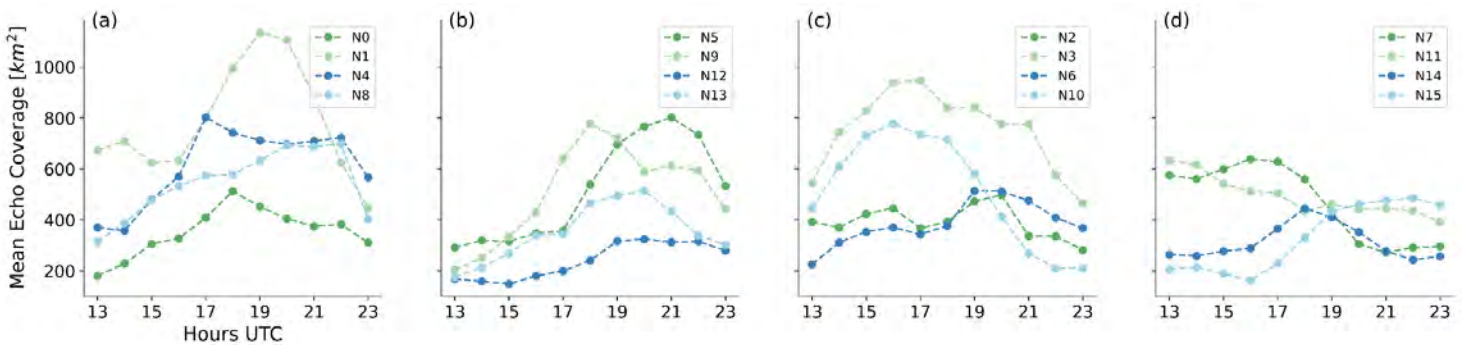 (a)
N0
N1
N4
N8
(b)
N5
N9
N12
N13
(c)
N2
N3
N6
N10
(d)
N7
N11
N14
N15
Mean Echo Coverage [km²]
1000
800
600
400
200
13 15 17 19 21 23
13 15 17 19 21 23
13 15 17 19 21 23
13 15 17 19 21 23
Hours UTC